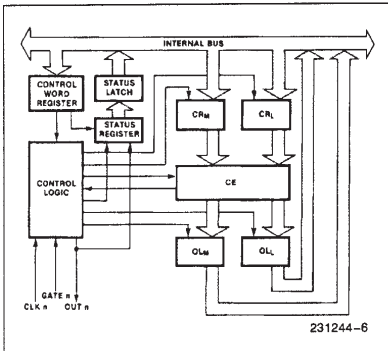 INTERNAL BUS
CONTROL
WORD
REGISTER
STATUS
LATCH
STATUS
REGISTER
CRM
CRL
CONTROL
LOGIC
CE
OLM
OLL
GATE n
CLK n
OUT n
231244-6